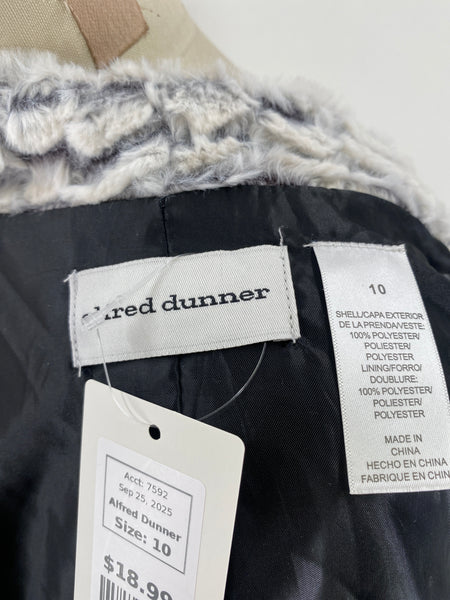 alfred dunner
10
SHELL/CAPA EXTERIOR
DE LA PRENDA/VESTE:
100% POLYESTER/
POLIESTER/
POLYESTER
LINING/FORRO/
DOUBLURE:
100% POLYESTER/
POLIESTER/
POLYESTER
MADE IN
CHINA
HECHO EN CHINA
FABRIQUE EN CHIN
Acct: 7592
Sep 25, 2025
Alfred Dunner
Size: 10
$18.99